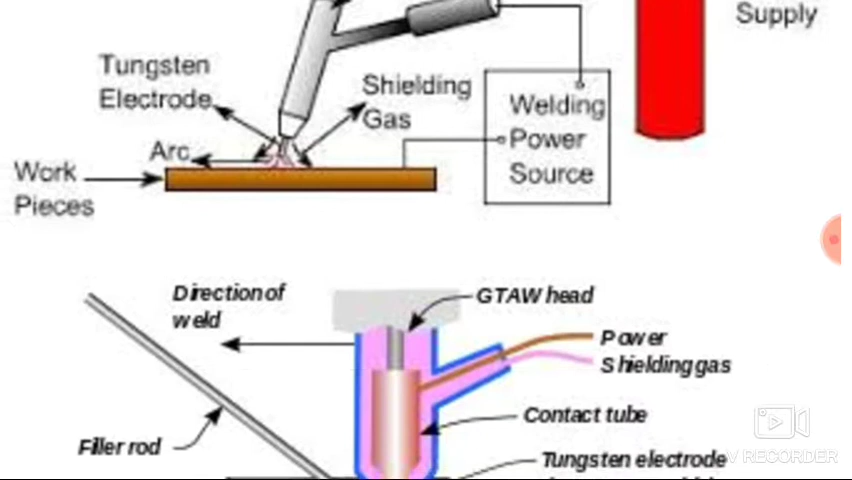 Supply
Tungsten
Electrode
Shielding
Gas
Welding
Power
Source
Arc
Work
Pieces
Direction of
weld
GTAW head
Power
Shielding gas
Contact tube
Filler rod
Tungsten electrode
V RECORDER